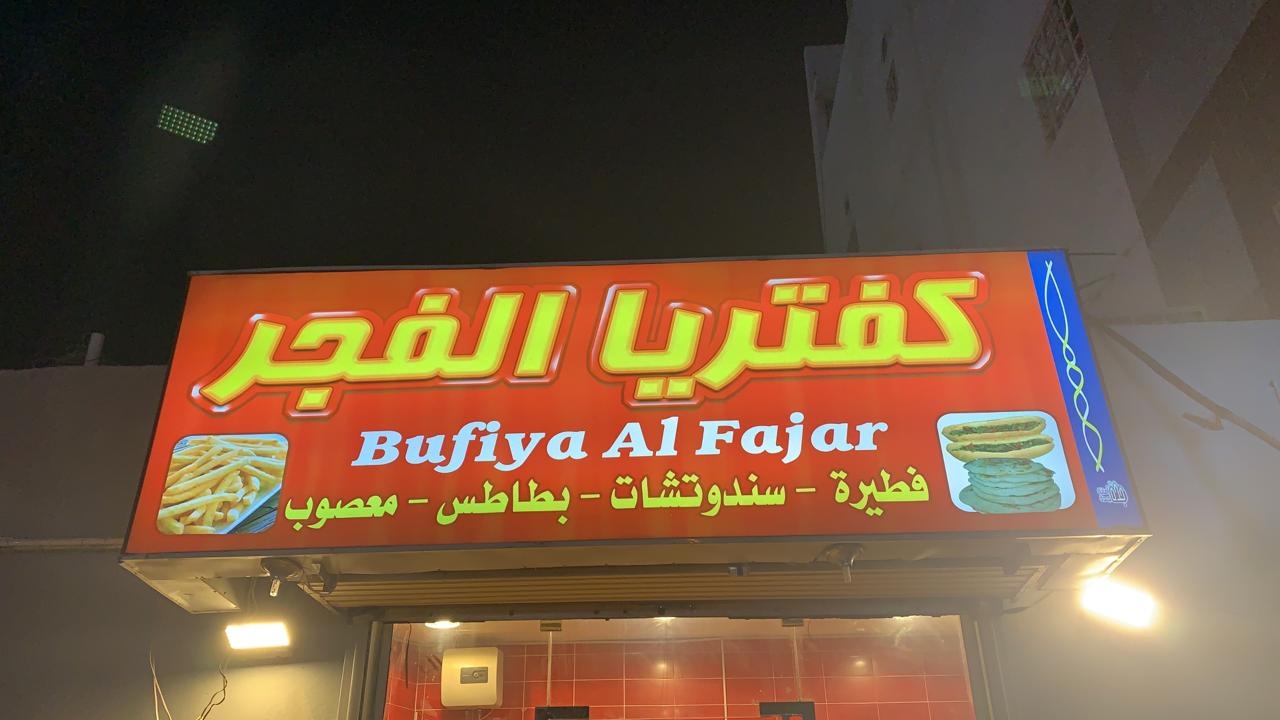 كفتريا الفجر
Bufiya Al Fajar
فطيرة - سندوتشات - بطاطس - معصوب